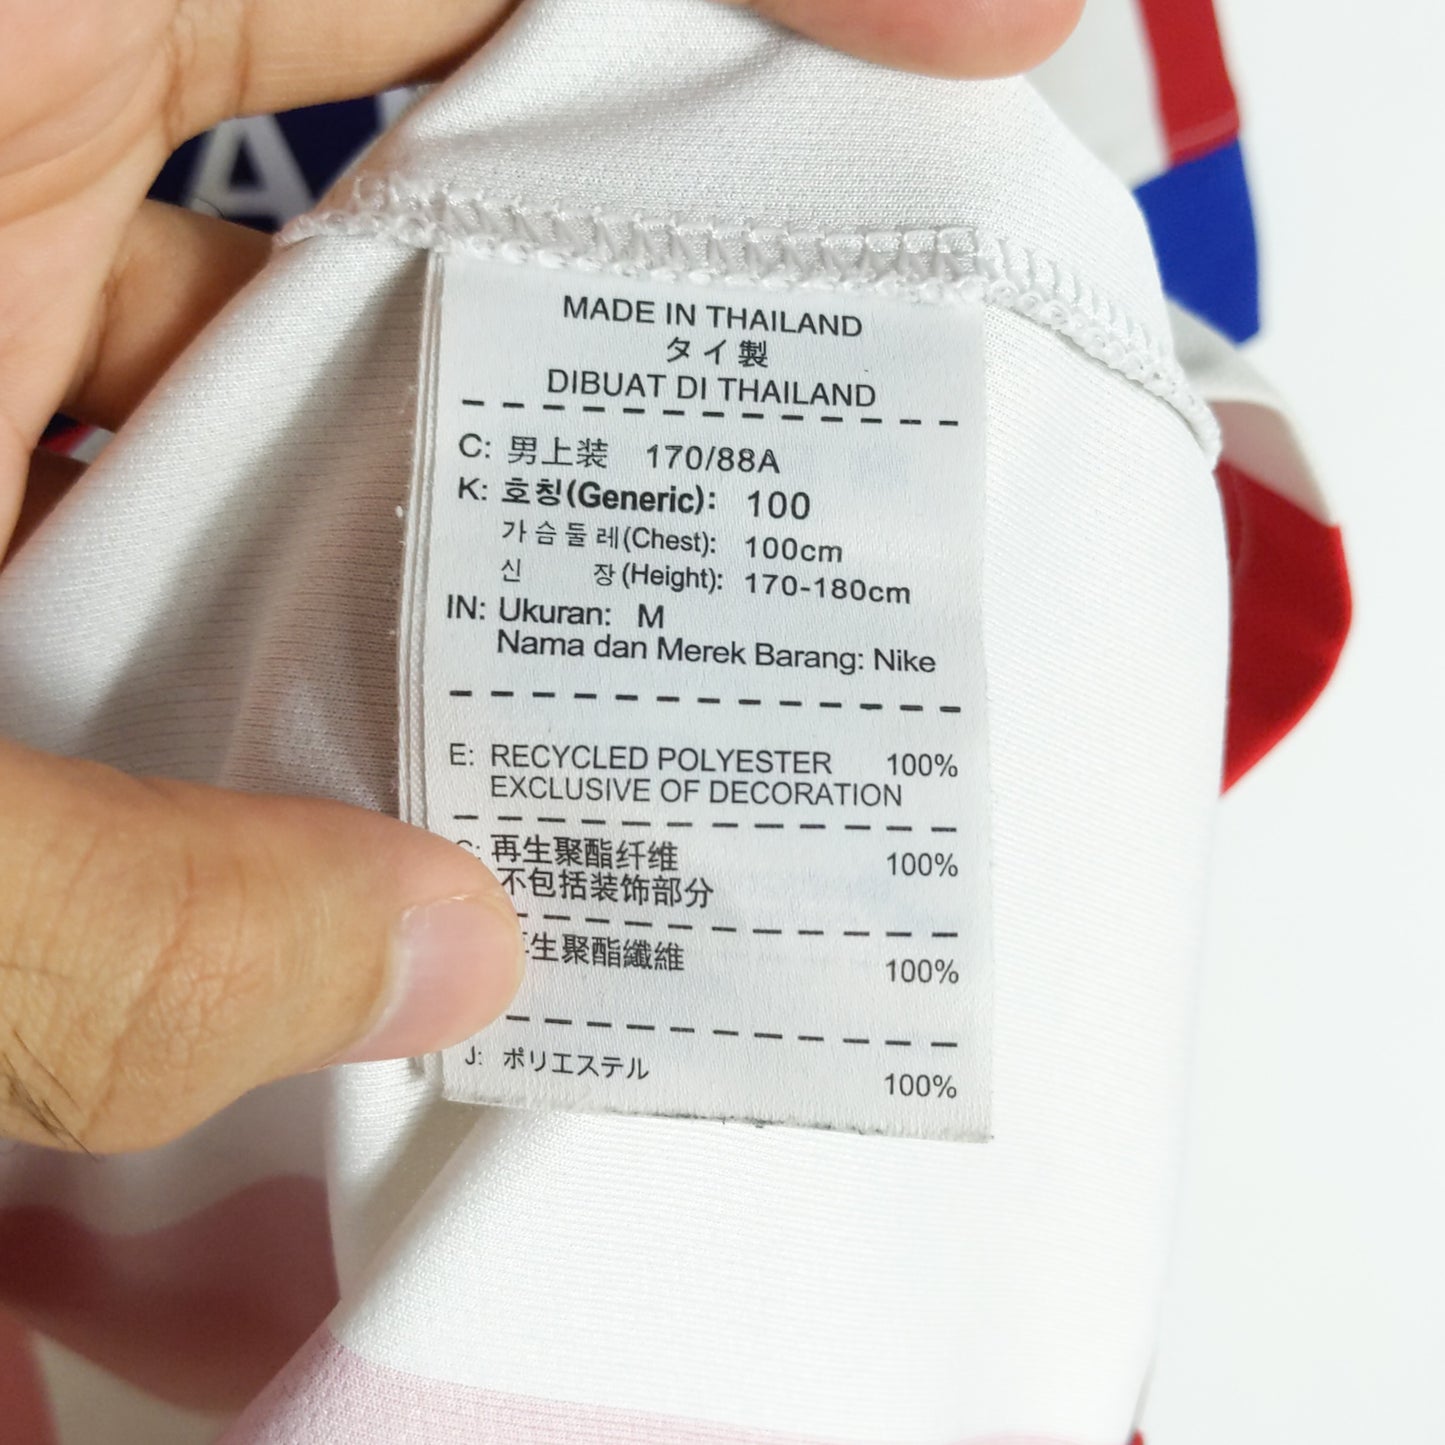 A
MADE IN THAILAND
タイ製
DIBUAT DI THAILAND
C: 男上装 170/88A
K: 호칭(Generic): 100
가슴둘레(Chest): 100cm
신 장(Height): 170-180cm
IN: Ukuran: M
Nama dan Merek Barang: Nike
E: RECYCLED POLYESTER 100%
EXCLUSIVE OF DECORATION
再生聚酯纤维 100%
不包括装饰部分
生聚酯纖維 100%
J: ポリエステル 100%